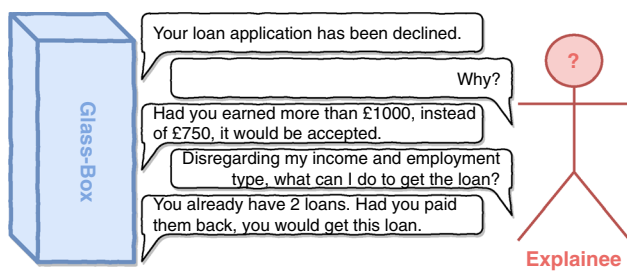 Your loan application has been declined.
Why?
Had you earned more than £1000, instead
of £750, it would be accepted.
Disregarding my income and employment
type, what can I do to get the loan?
You already have 2 loans. Had you paid
them back, you would get this loan.
Glass-Box
?
Explainee